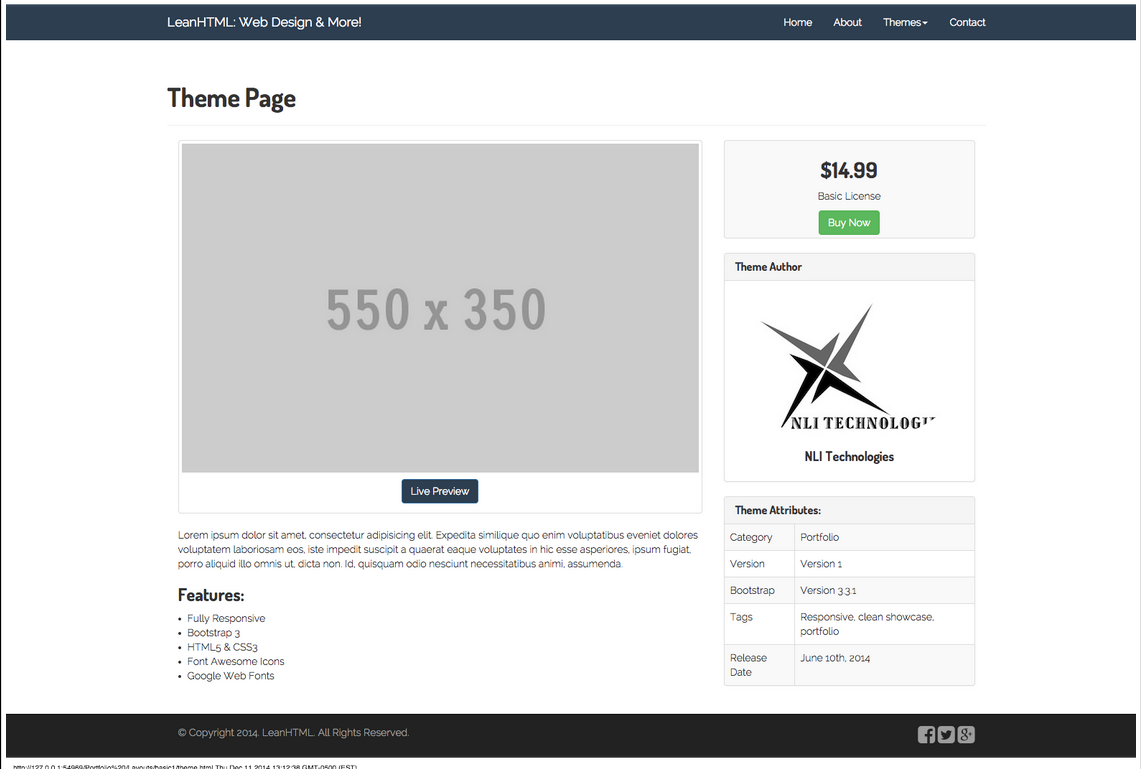 LeanHTML: Web Design & More!
Home About Themes Contact
Theme Page
550 x 350
Live Preview
Lorem ipsum dolor sit amet, consectetur adipisicing elit. Expedita similique quo enim voluptatibus eveniet dolores
voluptatem laboriosam eos, iste impedit suscipit a quaerat eaque voluptates in hic esse asperiores, ipsum fugiat,
porro aliquid illo omnis ut, dicta non. Id, quisquam odio nesciunt necessitatibus animi, assumenda.
Features:
• Fully Responsive
• Bootstrap 3
• HTML5 & CSS3
• Font Awesome Icons
• Google Web Fonts
$14.99
Basic License
Buy Now
Theme Author
NLI TECHNOLOGI
NLI Technologies
Theme Attributes:
Category Portfolio
Version Version 1
Bootstrap Version 3.3.1
Tags Responsive, clean showcase,
portfolio
Release June 10th, 2014
Date
© Copyright 2014. LeanHTML. All Rights Reserved.
http://127.0.0.1:54969/Portfolio%20/Layouts/basic1/theme.html Thu Dec 11 2014 13:12:38 GMT-0500 (EST)